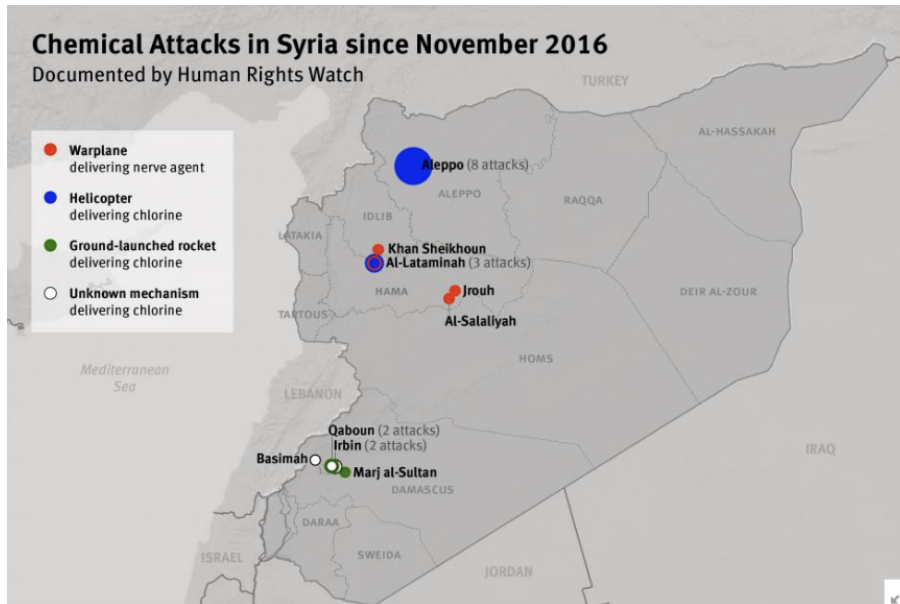 Chemical Attacks in Syria since November 2016
Documented by Human Rights Watch
TURKEY
Warplane
delivering nerve agent
Helicopter
delivering chlorine
Ground-launched rocket
delivering chlorine
Unknown mechanism
delivering chlorine
AL-HASSAKAH
Aleppo (8 attacks)
ALEPPO
RAQQA
IDLIB
LATAKIA
Khan Sheikhoun
Al-Lataminah (3 attacks)
HAMA
Jrouh
DEIR AL-ZOUR
TARTOUS
Al-Salaliyah
HOMS
Mediterranean
Sea
LEBANON
Qaboun (2 attacks)
Irbin (2 attacks)
Basimah
Marj al-Sultan
DAMASCUS
IRAQ
DARAA
ISRAEL
SWEIDA
JORDAN